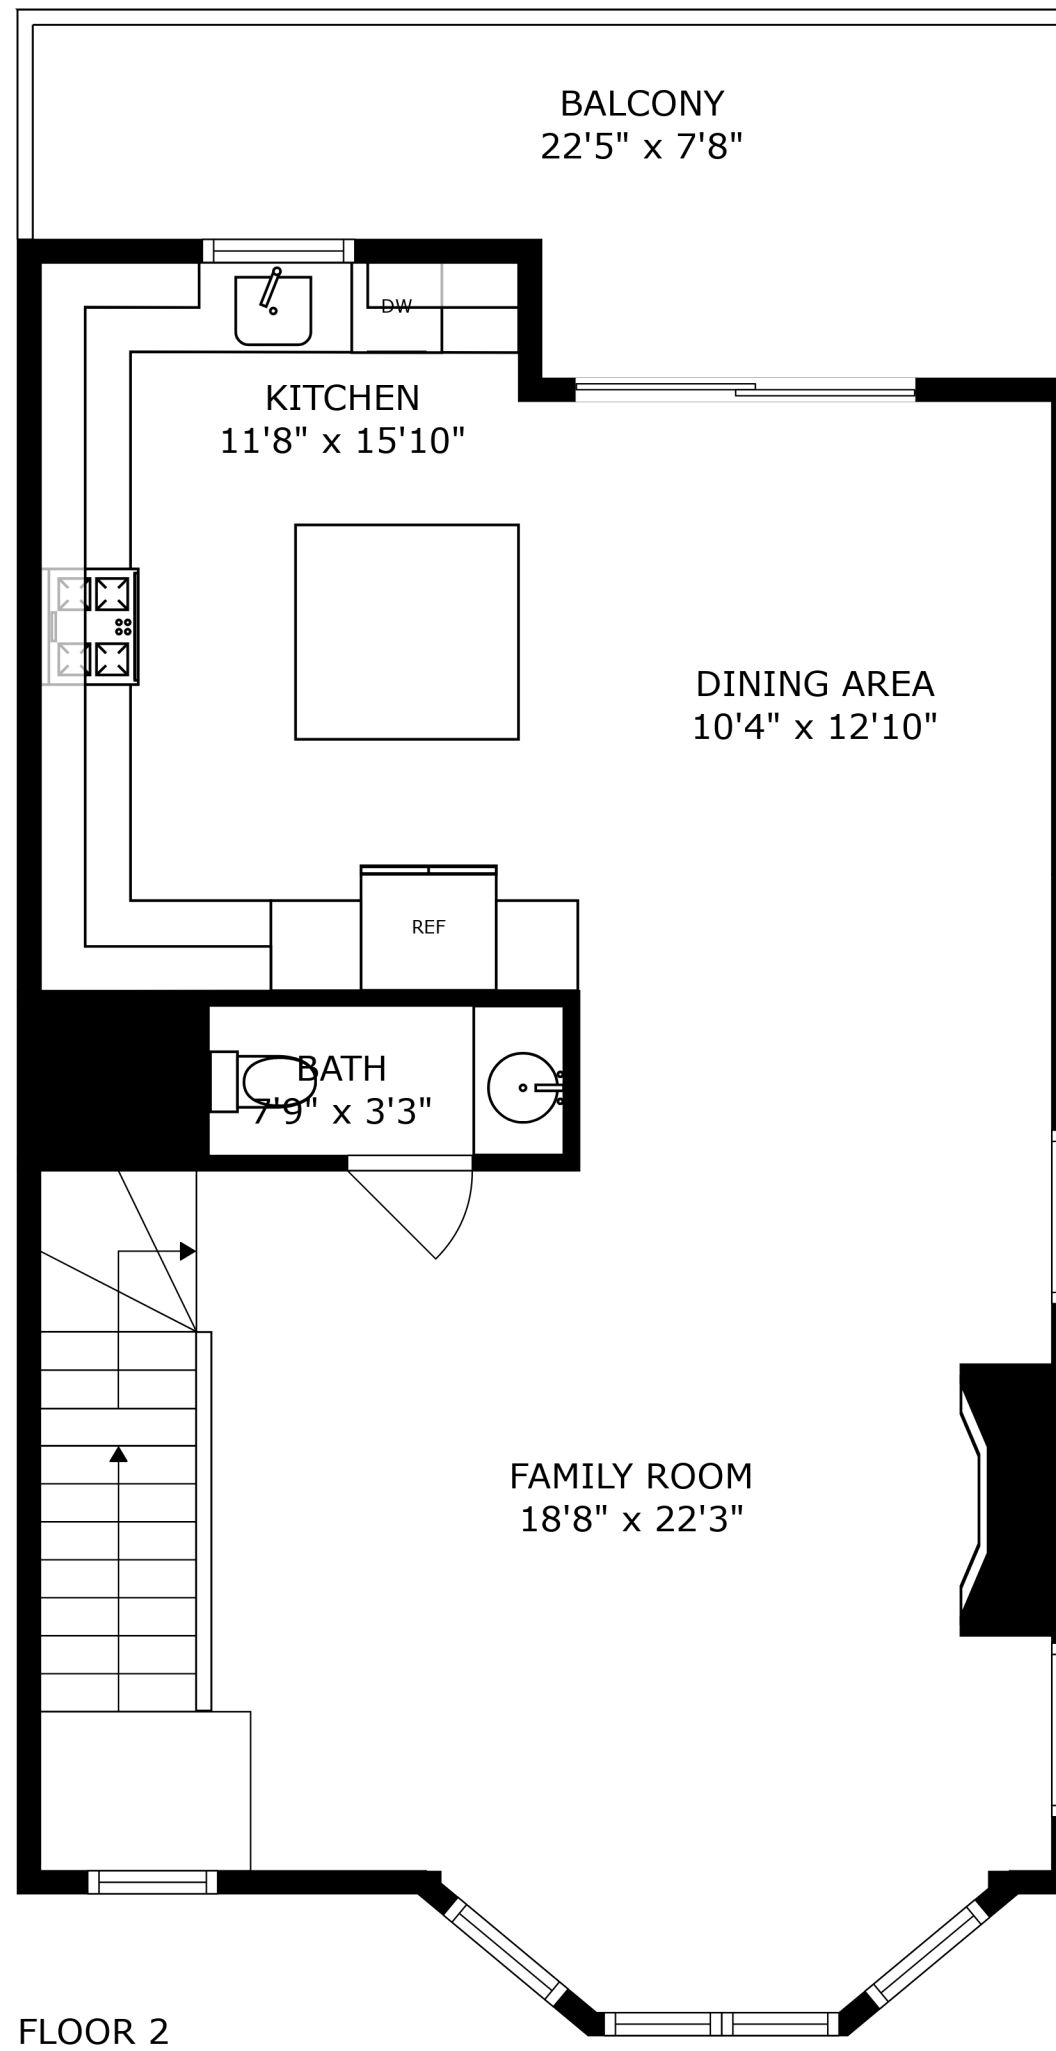 BALCONY
22'5" x 7'8"
DW
KITCHEN
11'8" x 15'10"
DINING AREA
10'4" x 12'10"
REF
BATH
7'9" x 3'3"
FAMILY ROOM
18'8" x 22'3"
FLOOR 2